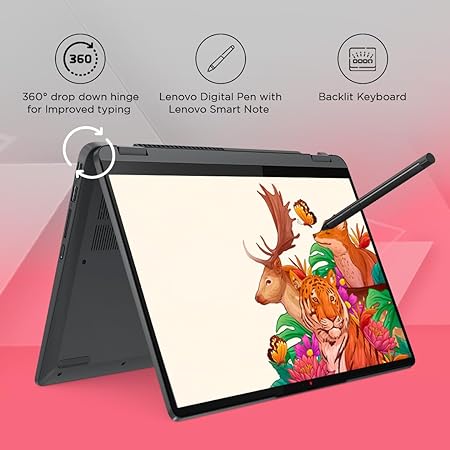 360
360° drop down hinge
for Improved typing
Lenovo Digital Pen with
Lenovo Smart Note
Backlit Keyboard